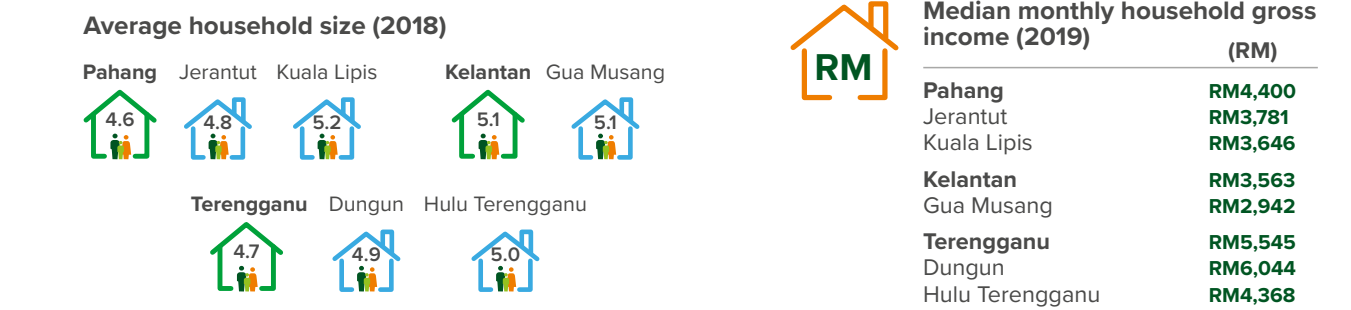 Average household size (2018)
Pahang Jerantut Kuala Lipis Kelantan Gua Musang
4.6 4.8 5.2 5.1 5.1
Terengganu Dungun Hulu Terengganu
4.7 4.9 5.0
RM
Median monthly household gross
income (2019)
(RM)
Pahang RM4,400
Jerantut RM3,781
Kuala Lipis RM3,646
Kelantan RM3,563
Gua Musang RM2,942
Terengganu RM5,545
Dungun RM6,044
Hulu Terengganu RM4,368